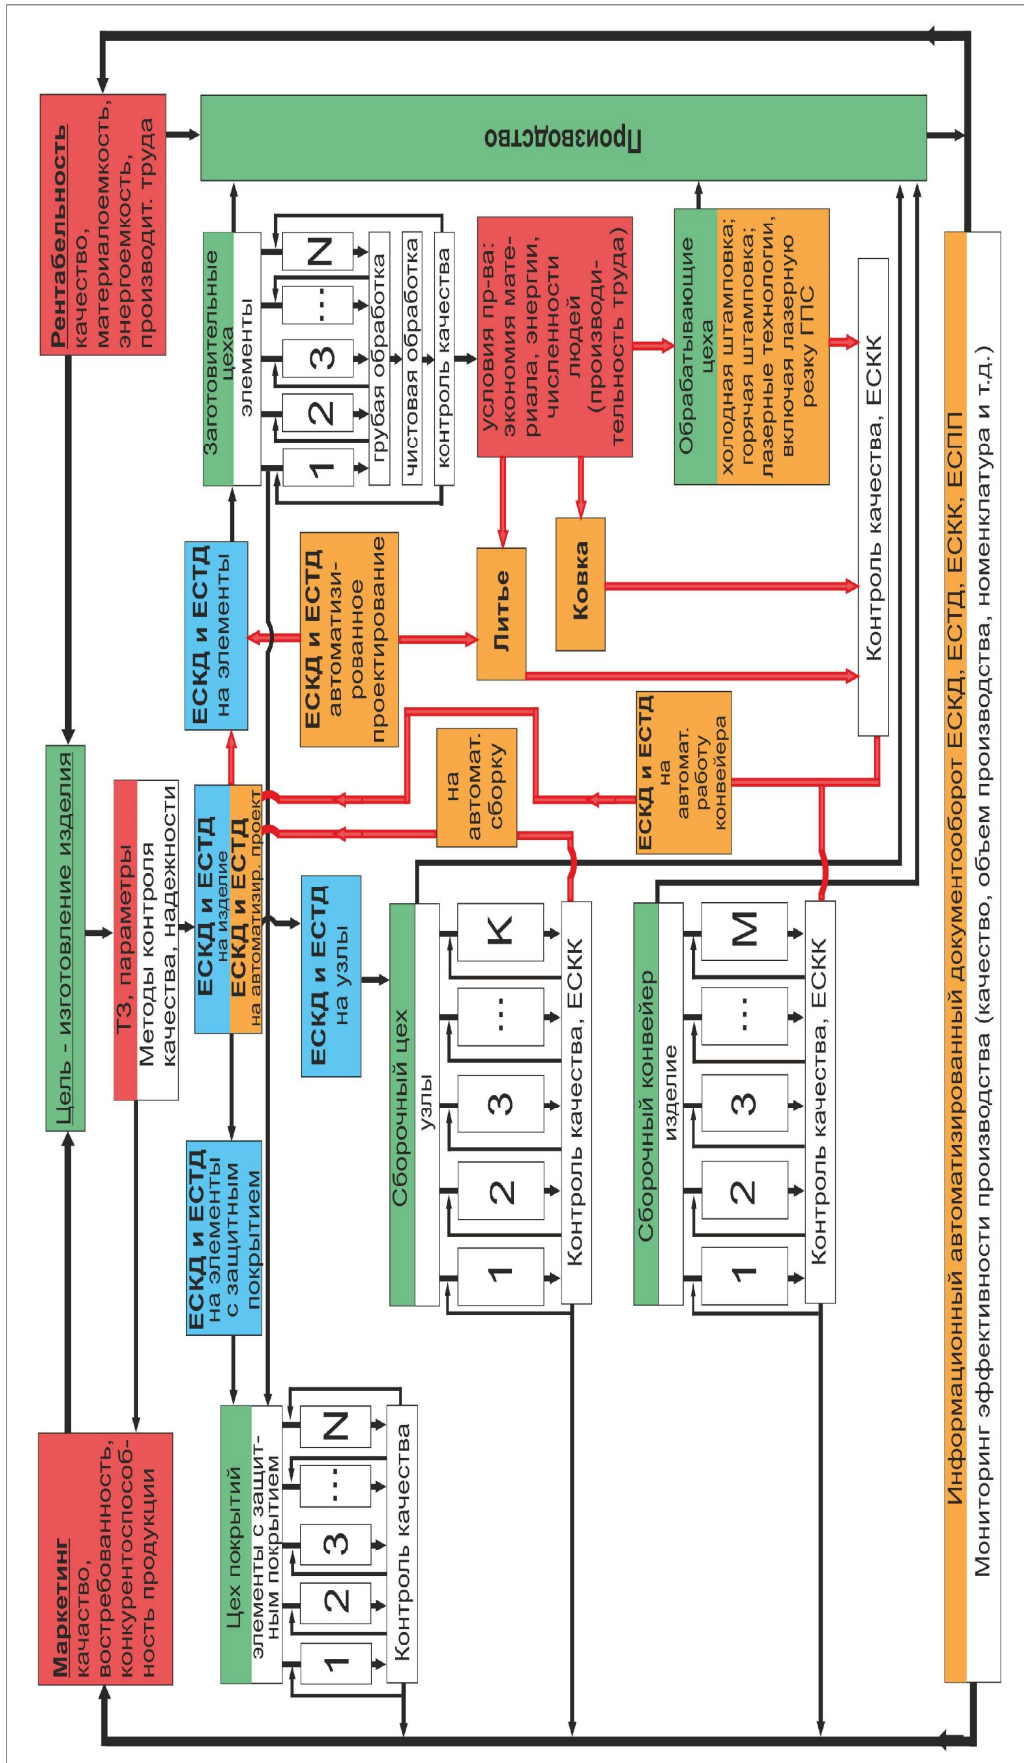 Маркетинг
качаство,
востребованность,
конкурентоспособ-
ность продукции
Цель - изготовление изделия
Рентабельность
качество,
материалоемкость,
энергоемкость,
производит. труда
ТЗ, параметры
Методы контроля
качества, надежности
ЕСКД и ЕСТД
на элементы
с защитным
покрытием
ЕСКД и ЕСТД
на изделие
ЕСКД и ЕСТД
на автоматизир. проект
ЕСКД и ЕСТД
на элементы
Заготовительные
цеха
элементы
1
2
3
...
N
грубая обработка
чистовая обработка
контроль качества
Производство
Цех покрытий
элементы с защит-
ным покрытием
1
2
3
...
N
Контроль качества
ЕСКД и ЕСТД
на узлы
ЕСКД и ЕСТД
автоматизи-
рованное
проектирование
Сборочный цех
узлы
1
2
3
...
K
Контроль качества, ЕСКК
на
автомат.
сборку
Литье
Ковка
условия пр-ва:
экономия мате-
риала, энергии,
численности
людей
(производи-
тельность труда)
Сборочный конвейер
изделие
1
2
3
...
M
Контроль качества, ЕСКК
ЕСКД и ЕСТД
на
автомат.
работу
конвейера
Обрабатывающие
цеха
холодная штамповка;
горячая штамповка;
лазерные технологии,
включая лазерную
резку ГПС
Контроль качества, ЕСКК
Информационный автоматизированный документооборот ЕСКД, ЕСТД, ЕСКК, ЕСПП
Мониторинг эффективности производства (качество, объем производства, номенклатура и т.д.)